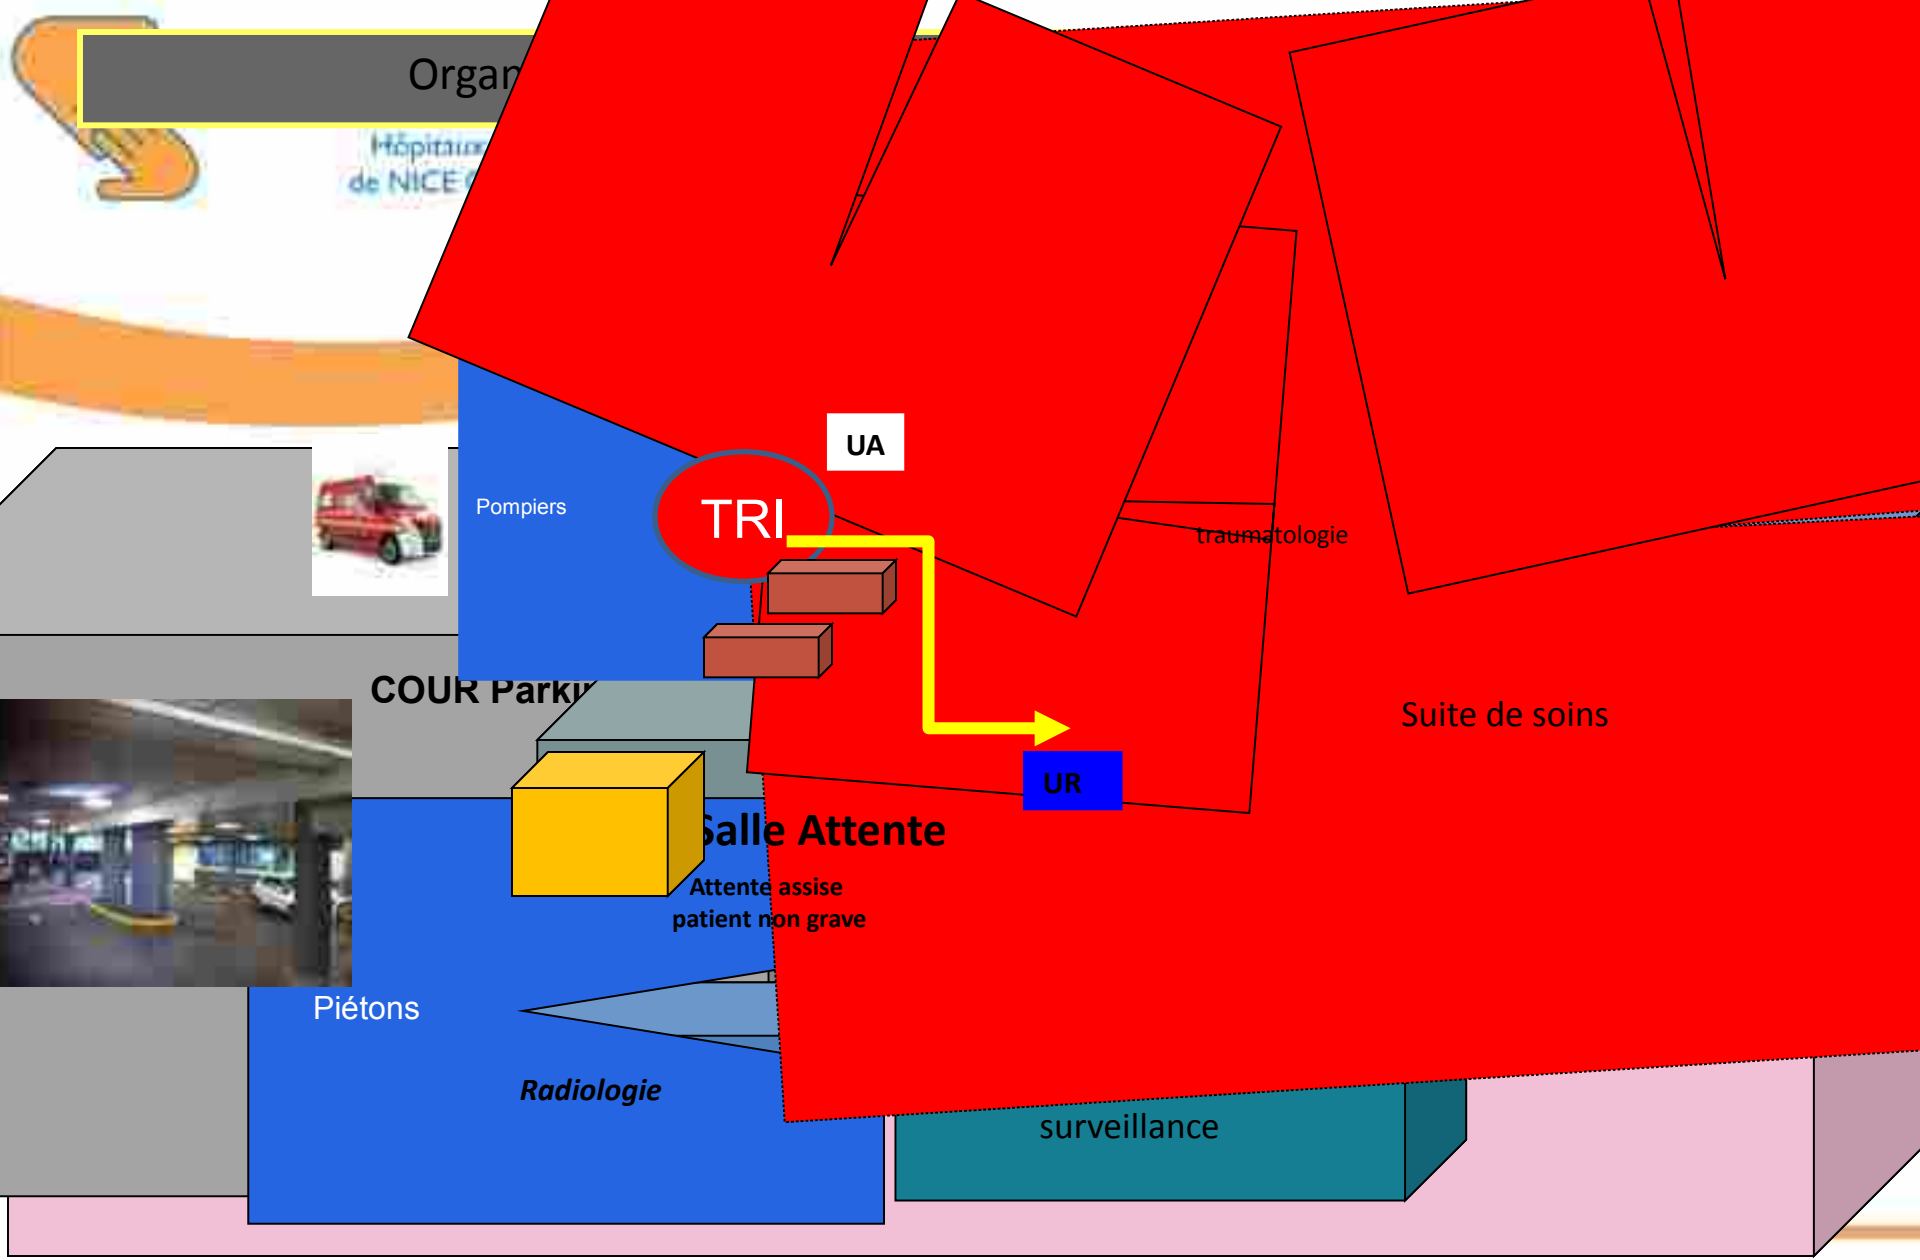 Organ
Hôpitaux
de NICE
UA
Pompiers
TRI
traumatologie
COUR Parki
Suite de soins
UR
Salle Attente
Attente assise
patient non grave
Piétons
Radiologie
surveillance